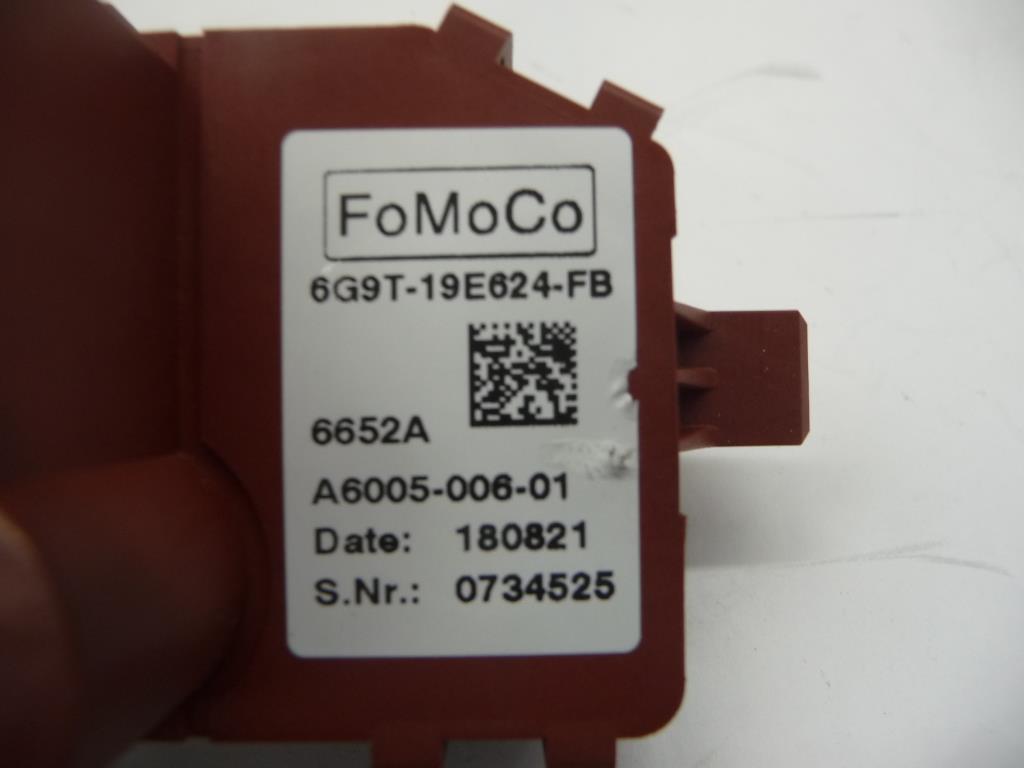 FoMoCo
6G9T-19E624-FB
6652A
A6005-006-01
Date: 180821
S.Nr.: 0734525